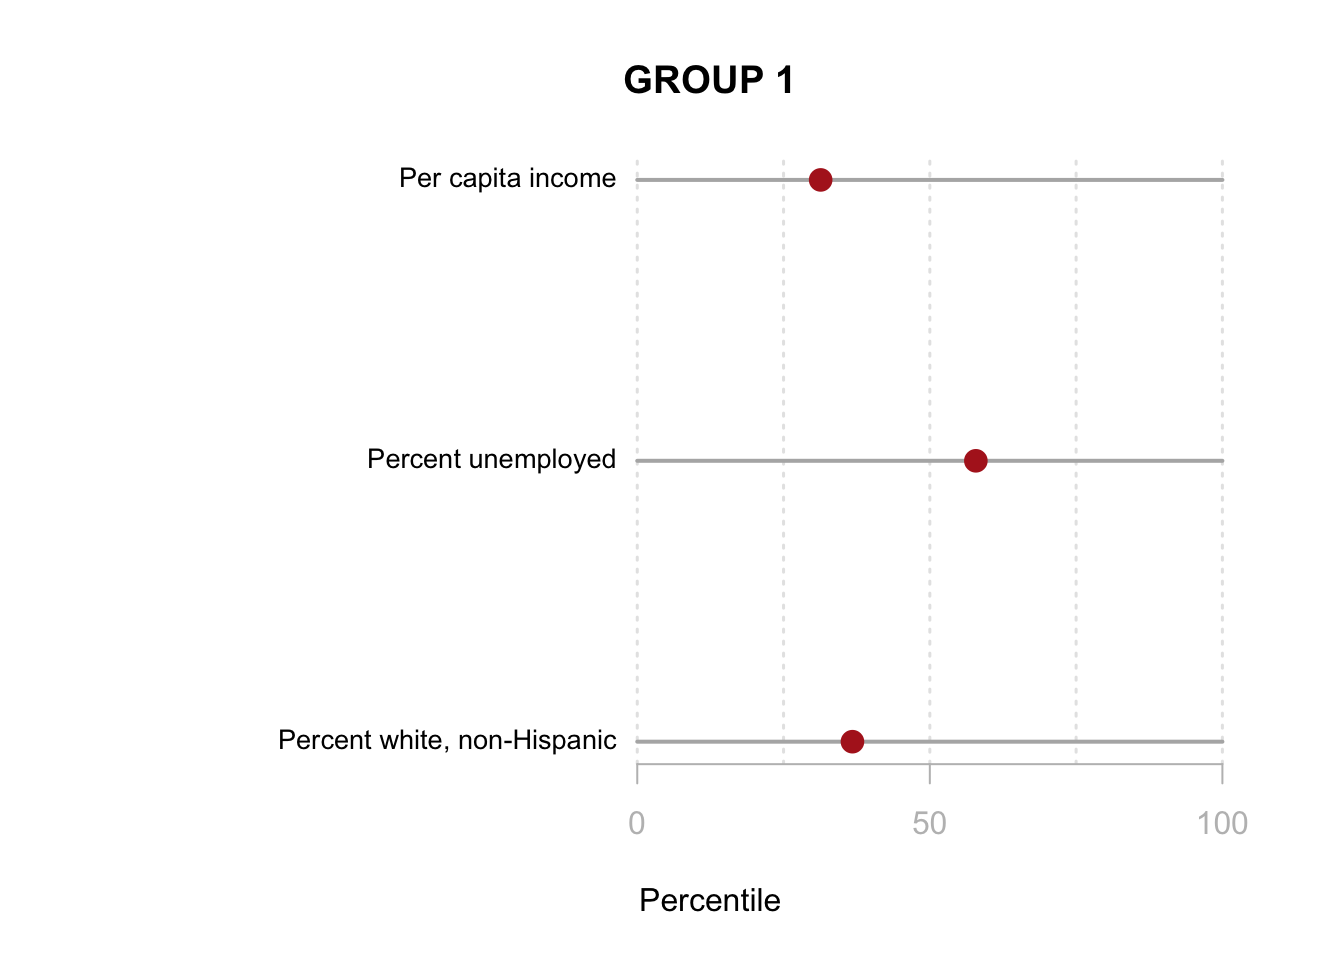 GROUP 1
Per capita income
Percent unemployed
Percent white, non-Hispanic
0 50 100
Percentile